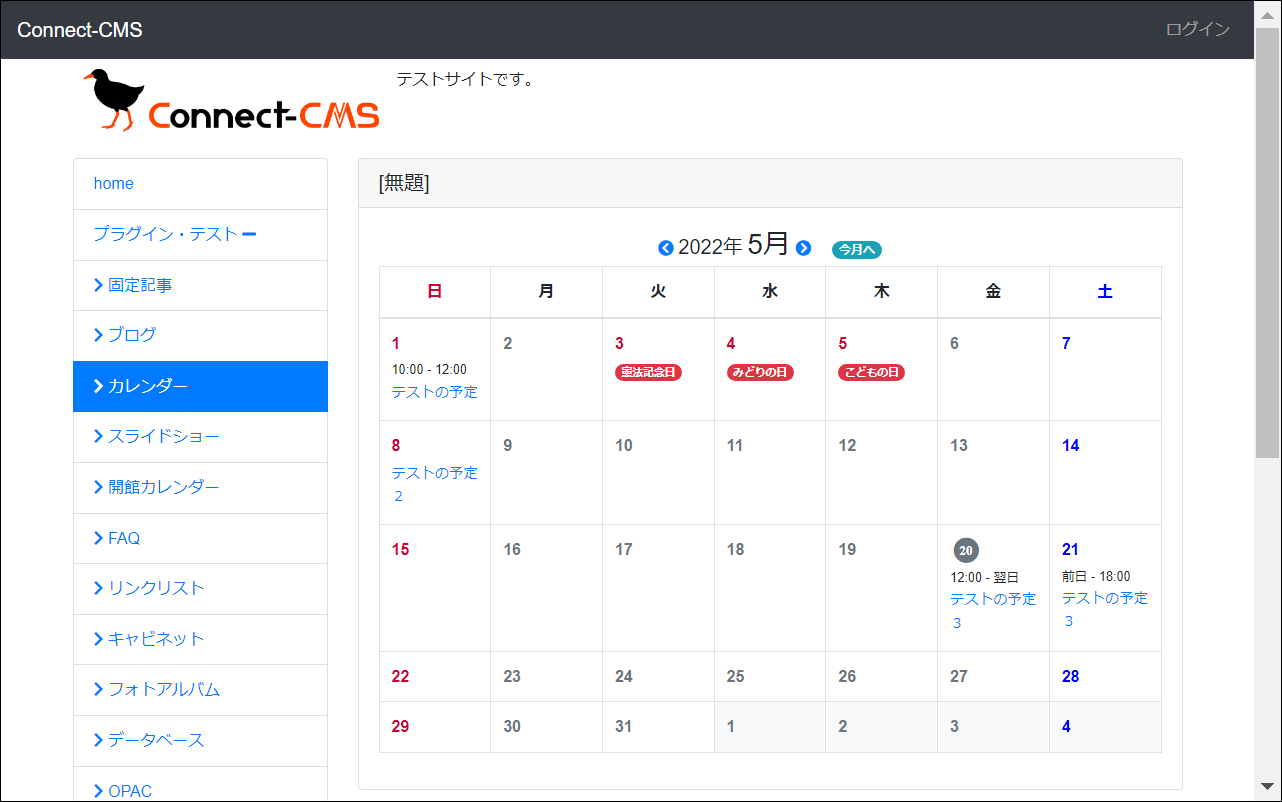 Connect-CMS
ログイン
Connect-CMS
テストサイトです。
home
プラグイン・テスト
固定記事
ブログ
カレンダー
スライドショー
開館カレンダー
FAQ
リンクリスト
キャビネット
フォトアルバム
データベース
OPAC
[無題]
2022年 5月 今月へ
日 月 火 水 木 金 土
1 2 3 4 5 6 7
10:00 - 12:00 憲法記念日 みどりの日 こどもの日
テストの予定
8 9 10 11 12 13 14
テストの予定
2
15 16 17 18 19 20 21
12:00 - 翌日 前日 - 18:00
テストの予定 テストの予定
3 3
22 23 24 25 26 27 28
29 30 31 1 2 3 4